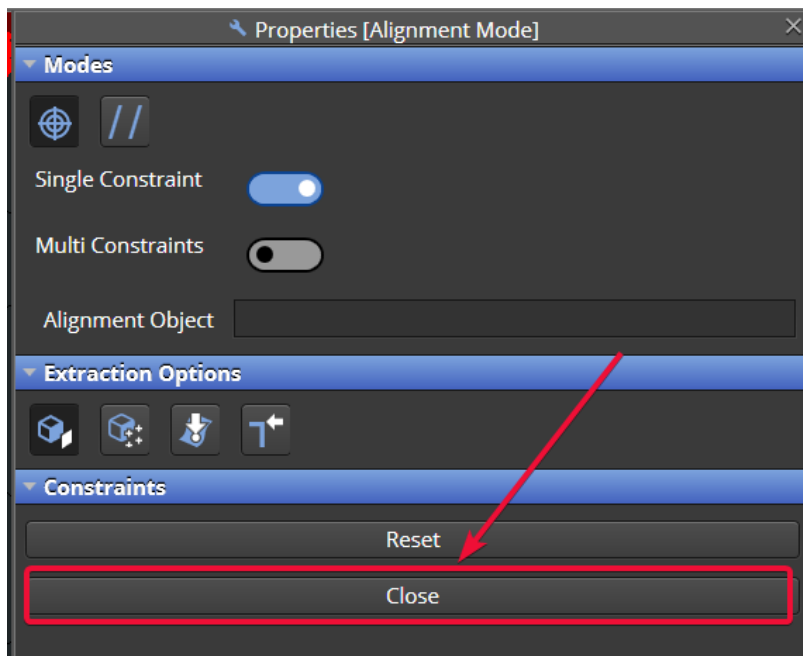 Properties [Alignment Mode]
Modes
Single Constraint
Multi Constraints
Alignment Object
Extraction Options
Constraints
Reset
Close